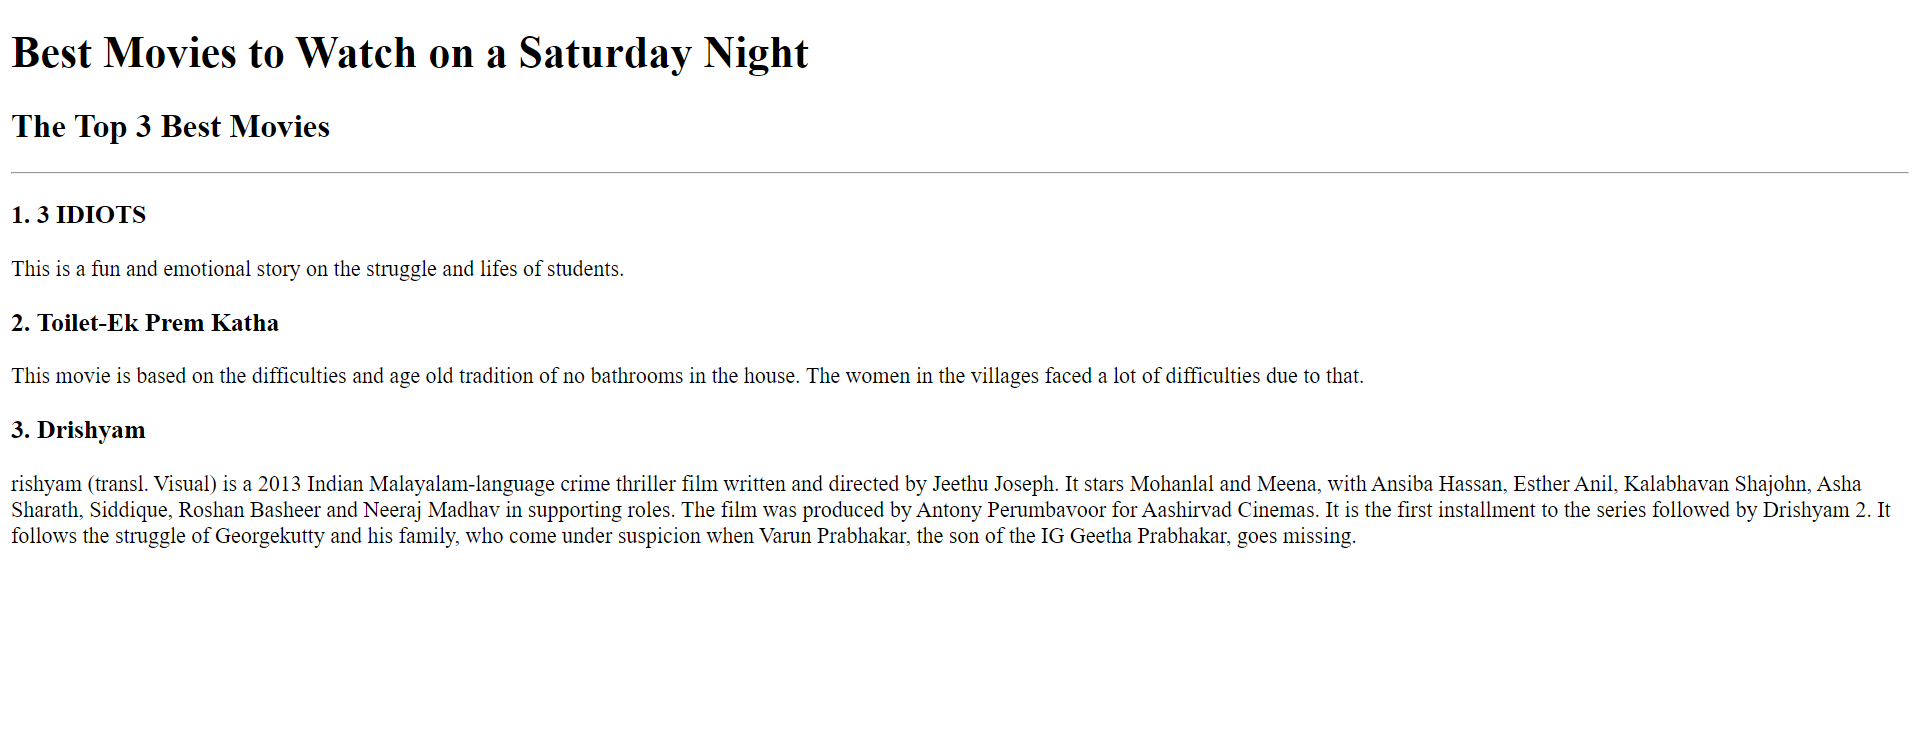 Best Movies to Watch on a Saturday Night
The Top 3 Best Movies
1. 3 IDIOTS
This is a fun and emotional story on the struggle and lifes of students.
2. Toilet-Ek Prem Katha
This movie is based on the difficulties and age old tradition of no bathrooms in the house. The women in the villages faced a lot of difficulties due to that.
3. Drishyam
rishyam (transl. Visual) is a 2013 Indian Malayalam-language crime thriller film written and directed by Jeethu Joseph. It stars Mohanlal and Meena, with Ansiba Hassan, Esther Anil, Kalabhavan Shajohn, Asha
Sharath, Siddique, Roshan Basheer and Neeraj Madhav in supporting roles. The film was produced by Antony Perumbavoor for Aashirvad Cinemas. It is the first installment to the series followed by Drishyam 2. It
follows the struggle of Georgekutty and his family, who come under suspicion when Varun Prabhakar, the son of the IG Geetha Prabhakar, goes missing.